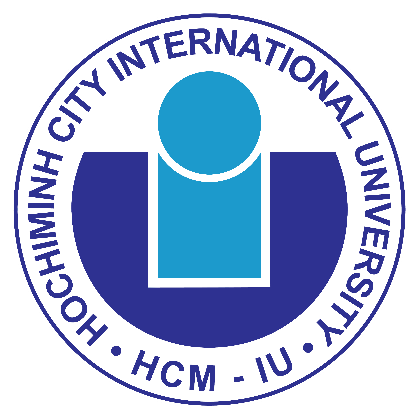 HOCHIMINH CITY INTERNATIONAL UNIVERSITY
• HCM - IU •